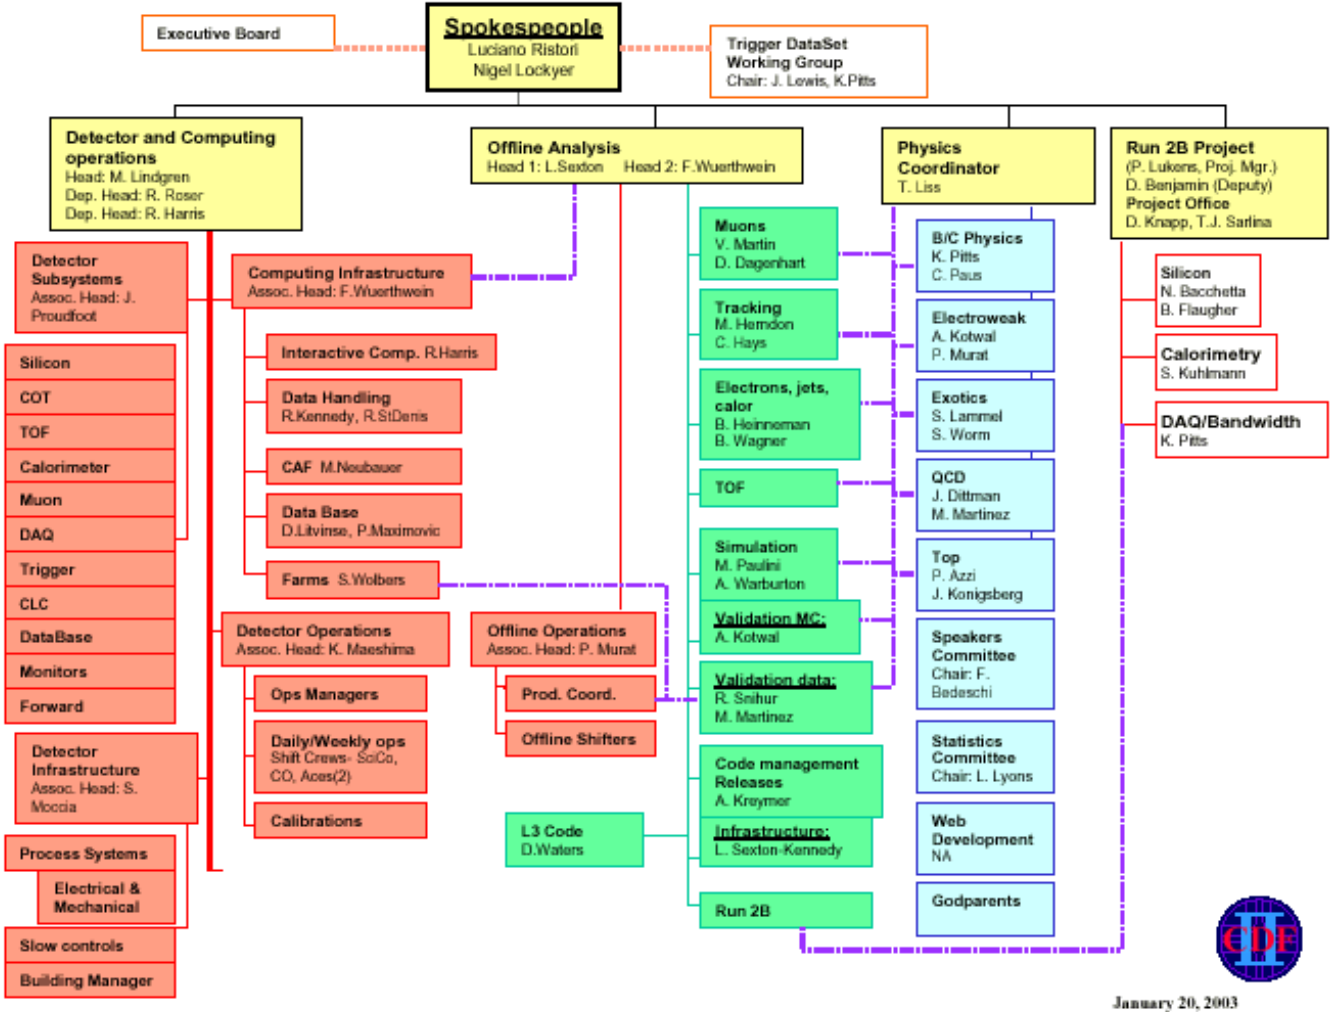 Executive Board
Spokespeople
Luciano Ristori
Nigel Lockyer
Trigger DataSet
Working Group
Chair: J. Lewis, K.Pitts
Detector and Computing
operations
Head: M. Lindgren
Dep. Head: R. Roser
Dep. Head: R. Harris
Offline Analysis
Head 1: L.Sexton Head 2: F.Wuerthwein
Physics
Coordinator
T. Liss
Run 2B Project
(P. Lukens, Proj. Mgr.)
D. Benjamin (Deputy)
Project Office
D. Knapp, T.J. Sarlina
Detector
Subsystems
Assoc. Head: J.
Proudfoot
Silicon
COT
TOF
Calorimeter
Muon
DAQ
Trigger
CLC
DataBase
Monitors
Forward
Detector
Infrastructure
Assoc. Head: S.
Moccia
Process Systems
Electrical &
Mechanical
Slow controls
Building Manager
Computing Infrastructure
Assoc. Head: F.Wuerthwein
Interactive Comp. R.Harris
Data Handling
R.Kennedy, R.StDenis
CAF M.Neubauer
Data Base
D.Litvinse, P.Maximovic
Farms S.Wolbers
Detector Operations
Assoc. Head: K. Maeshima
Ops Managers
Daily/Weekly ops
Shift Crews- SciCo,
CO, Aces(2)
Calibrations
Offline Operations
Assoc. Head: P. Murat
Prod. Coord.
Offline Shifters
L3 Code
D.Waters
Muons
V. Martin
D. Dagenhart
Tracking
M. Herndon
C. Hays
Electrons, jets,
calor
B. Heinneman
B. Wagner
TOF
Simulation
M. Paulini
A. Warburton
Validation MC:
A. Kotwal
Validation data:
R. Snihur
M. Martinez
Code management
Releases
A. Kreymer
Infrastructure:
L. Sexton-Kennedy
Run 2B
B/C Physics
K. Pitts
C. Paus
Electroweak
A. Kotwal
P. Murat
Exotics
S. Lammel
S. Worm
QCD
J. Dittman
M. Martinez
Top
P. Azzi
J. Konigsberg
Speakers
Committee
Chair: F.
Bedeschi
Statistics
Committee
Chair: L. Lyons
Web
Development
NA
Godparents
Silicon
N. Bacchetta
B. Flaugher
Calorimetry
S. Kuhlmann
DAQ/Bandwidth
K. Pitts
CDF
II
January 20, 2003